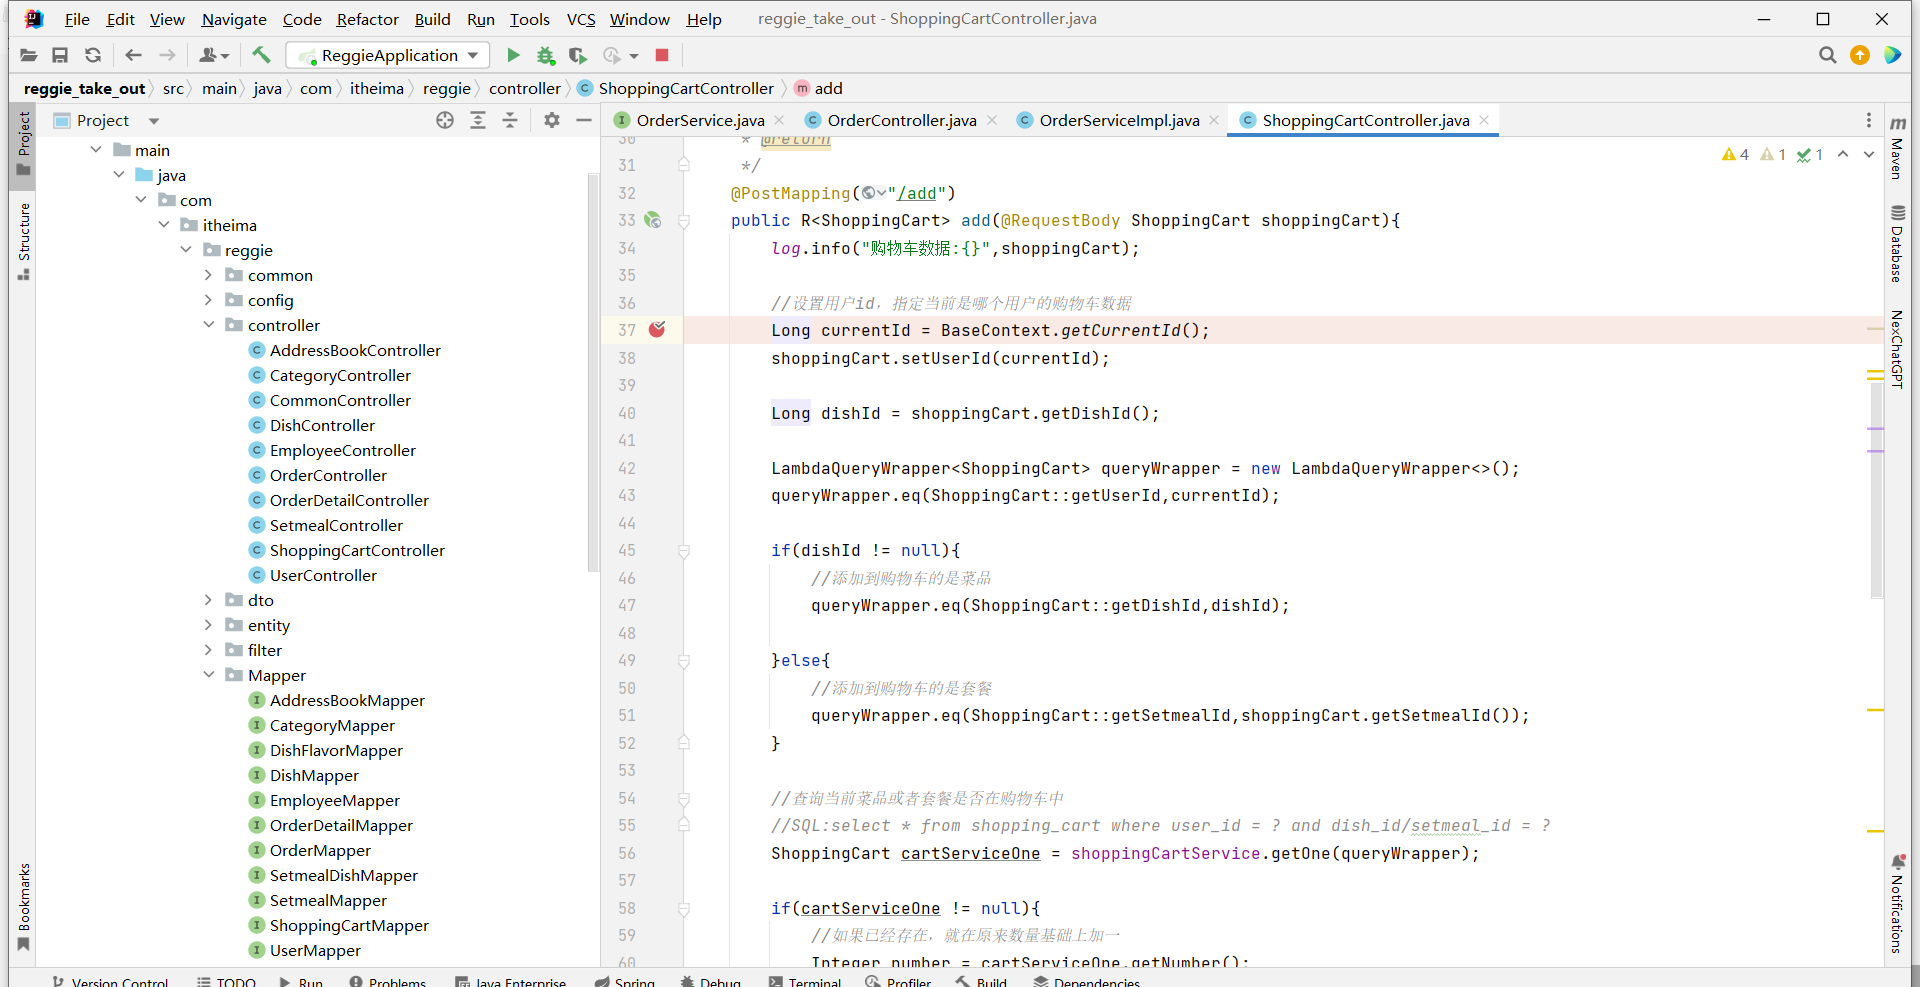 File Edit View Navigate Code Refactor Build Run Tools VCS Window Help reggie_take_out - ShoppingCartController.java
ReggieApplication
reggie_take_out src main java com itheima reggie controller ShoppingCartController add
Project
Structure
Bookmarks
Project
main
java
com
itheima
reggie
common
config
controller
AddressBookController
CategoryController
CommonController
DishController
EmployeeController
OrderController
OrderDetailController
SetmealController
ShoppingCartController
UserController
dto
entity
filter
Mapper
AddressBookMapper
CategoryMapper
DishFlavorMapper
DishMapper
EmployeeMapper
OrderDetailMapper
OrderMapper
SetmealDishMapper
SetmealMapper
ShoppingCartMapper
UserMapper
OrderService.java OrderController.java OrderServiceImpl.java ShoppingCartController.java
4 1 1
30 * @return
31 */
32 @PostMapping("/add")
33 public R<ShoppingCart> add(@RequestBody ShoppingCart shoppingCart){
34 log.info("购物车数据:{}",shoppingCart);
35
36 //设置用户id，指定当前是哪个用户的购物车数据
37 Long currentId = BaseContext.getCurrentId();
38 shoppingCart.setUserId(currentId);
39
40 Long dishId = shoppingCart.getDishId();
41
42 LambdaQueryWrapper<ShoppingCart> queryWrapper = new LambdaQueryWrapper<>();
43 queryWrapper.eq(ShoppingCart::getUserId,currentId);
44
45 if(dishId != null){
46 //添加到购物车的是菜品
47 queryWrapper.eq(ShoppingCart::getDishId,dishId);
48
49 }else{
50 //添加到购物车的是套餐
51 queryWrapper.eq(ShoppingCart::getSetmealId,shoppingCart.getSetmealId());
52 }
53
54 //查询当前菜品或者套餐是否在购物车中
55 //SQL:select * from shopping_cart where user_id = ? and dish_id/setmeal_id = ?
56 ShoppingCart cartServiceOne = shoppingCartService.getOne(queryWrapper);
57
58 if(cartServiceOne != null){
59 //如果已经存在，就在原来数量基础上加一
60 Integer number = cartServiceOne.getNumber();
Maven
Database
NexChatGPT
Notifications
Version Control TODO Run Problems Java Enterprise Spring Debug Terminal Profiler Build Dependencies